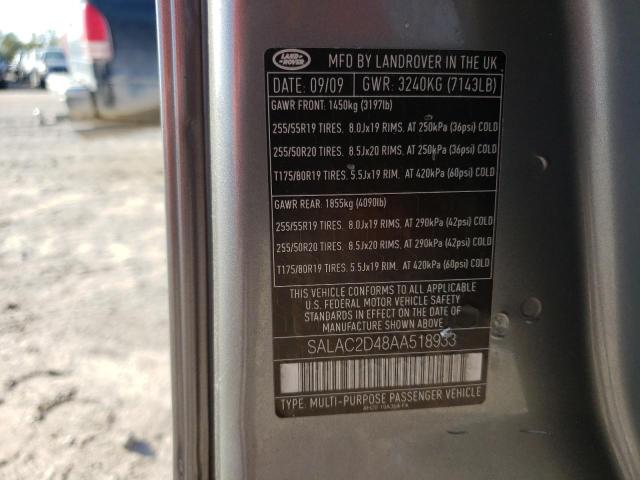 LAND ROVER
MFD BY LANDROVER IN THE UK
DATE: 09/09 GWR: 3240KG (7143LB)
GAWR FRONT: 1450kg (3197lb)
255/55R19 TIRES. 8.0Jx19 RIMS. AT 250kPa (36psi) COLD
255/50R20 TIRES. 8.5Jx20 RIMS. AT 250kPa (36psi) COLD
T175/80R19 TIRES. 5.5Jx19 RIM. AT 420kPa (60psi) COLD
GAWR REAR: 1855kg (4090lb)
255/55R19 TIRES. 8.0Jx19 RIMS. AT 290kPa (42psi) COLD
255/50R20 TIRES. 8.5Jx20 RIMS. AT 290kPa (42psi) COLD
T175/80R19 TIRES. 5.5Jx19 RIM. AT 420kPa (60psi) COLD
THIS VEHICLE CONFORMS TO ALL APPLICABLE
U.S. FEDERAL MOTOR VEHICLE SAFETY
STANDARDS IN EFFECT ON THE DATE OF
MANUFACTURE SHOWN ABOVE
SALAC2D48AA518933
TYPE: MULTI-PURPOSE PASSENGER VEHICLE